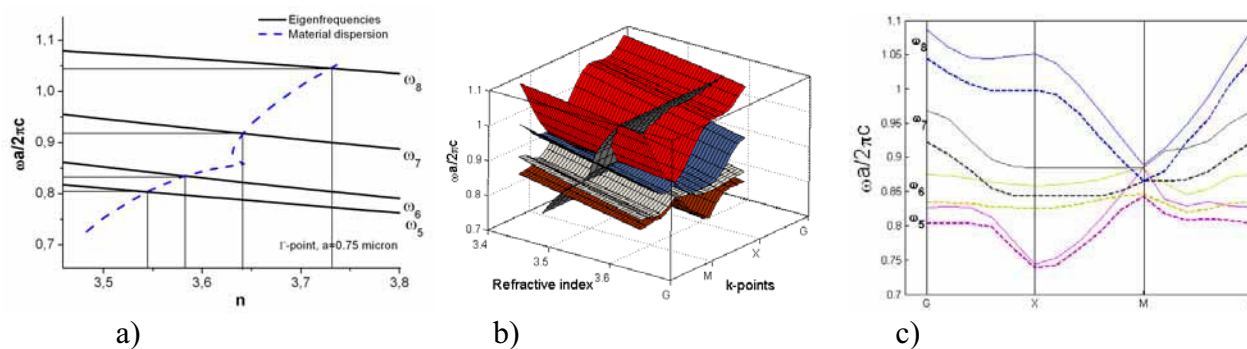 Eigenfrequencies
Material dispersion
ωa/2πc
1,1
1,0
0,9
0,8
0,7
ω8
ω7
ω6
ω5
Γ-point, a=0.75 micron
3,5
3,6
3,7
3,8
n
a)
ωa/2πc
1.1
1
0.9
0.8
0.7
3.4
3.5
3.6
Refractive index
G
M
X
G
k-points
b)
ωa/2πc
1.05
1
0.95
0.9
0.85
0.8
0.75
0.7
ω8
ω7
ω6
ω5
G
X
M
c)